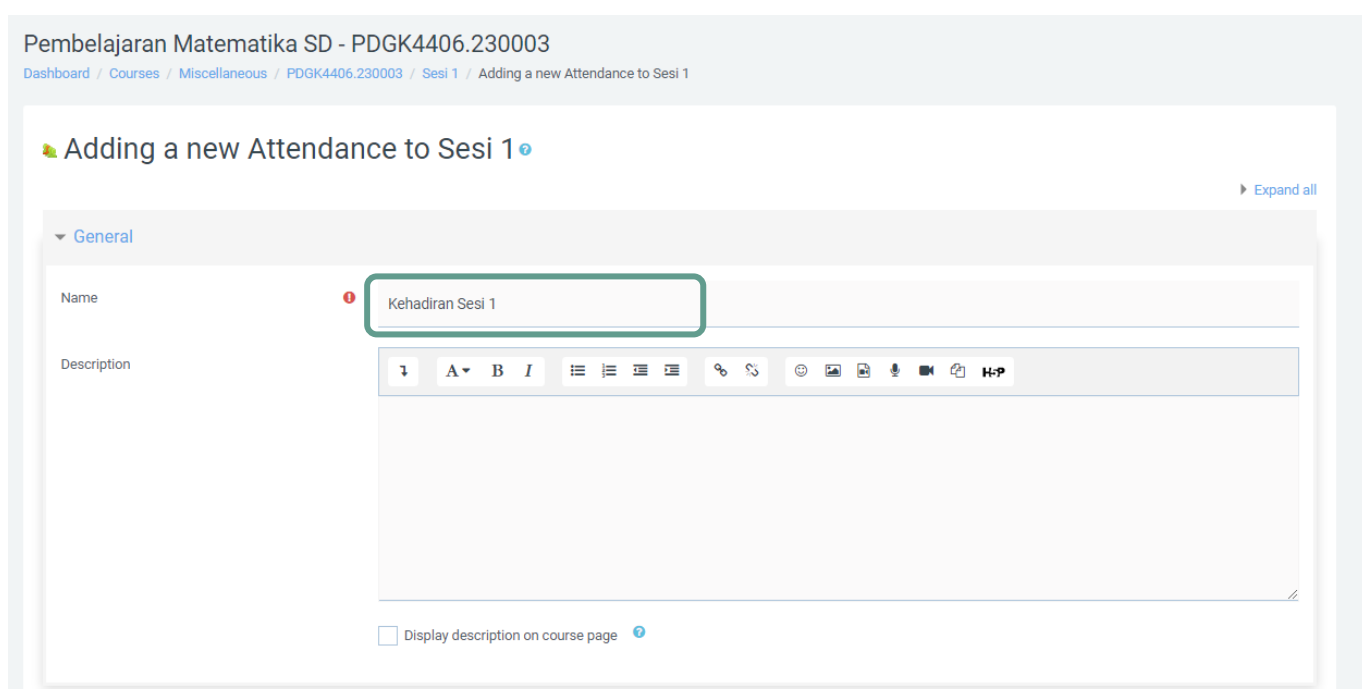 Pembelajaran Matematika SD - PDGK4406.230003
Dashboard / Courses / Miscellaneous / PDGK4406.230003 / Sesi 1 / Adding a new Attendance to Sesi 1
Adding a new Attendance to Sesi 1
Expand all
General
Name
Kehadiran Sesi 1
Description
A B I H-P
Display description on course page